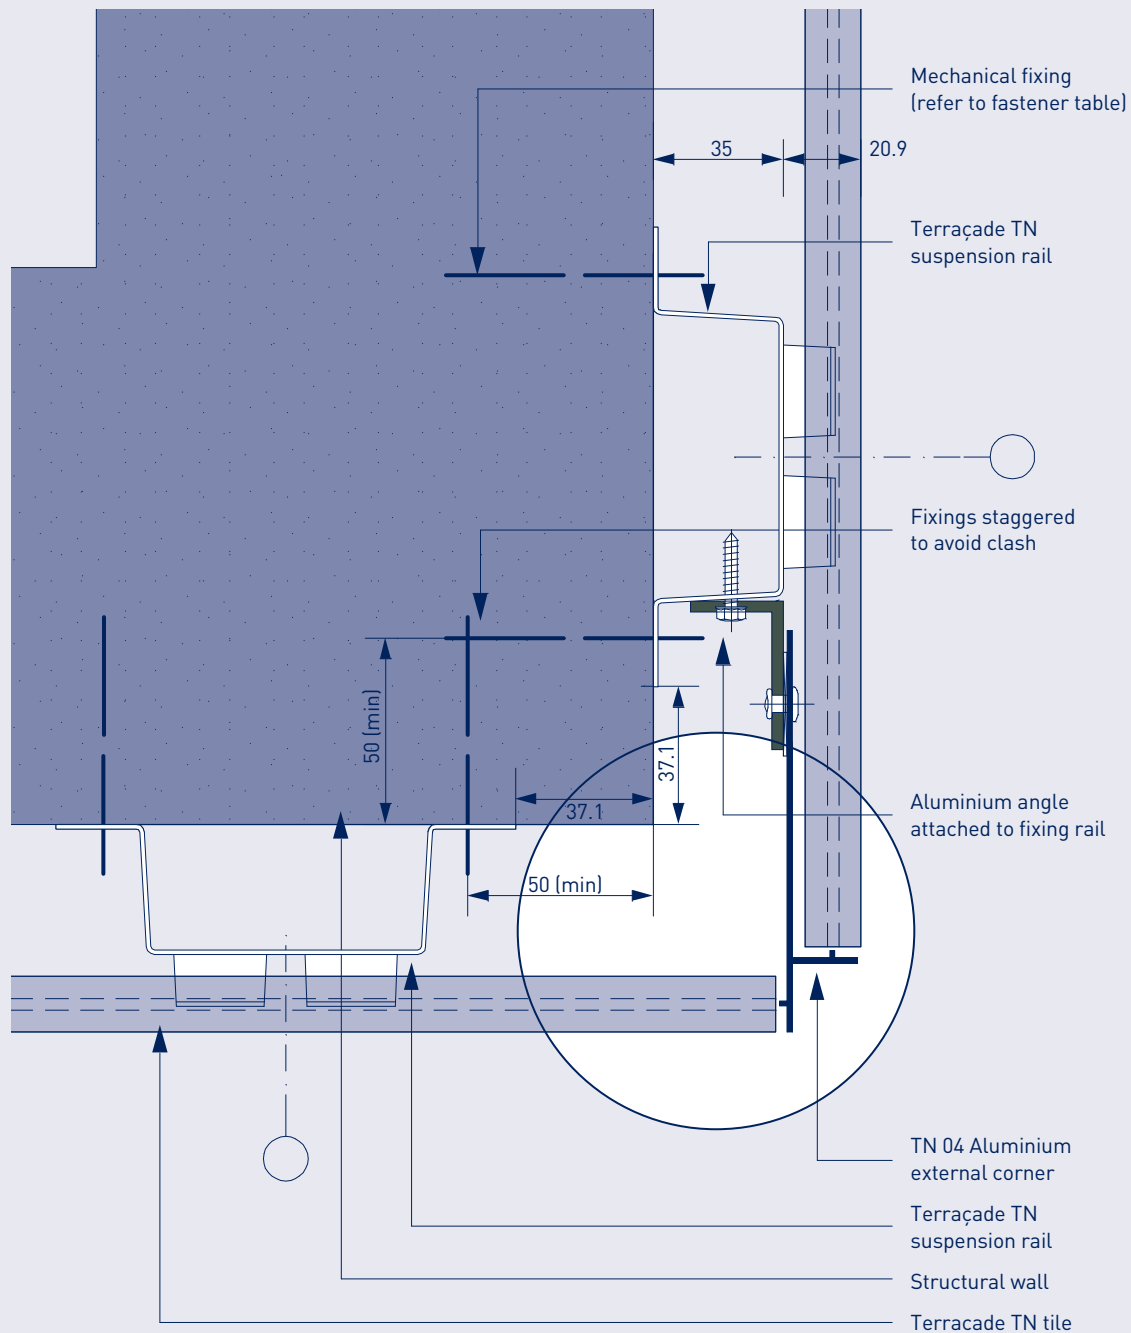 Mechanical fixing
(refer to fastener table)
35
20.9
Terraçade TN
suspension rail
Fixings staggered
to avoid clash
50 (min)
37.1
37.1
Aluminium angle
attached to fixing rail
50 (min)
TN 04 Aluminium
external corner
Terraçade TN
suspension rail
Structural wall
Terracade TN tile